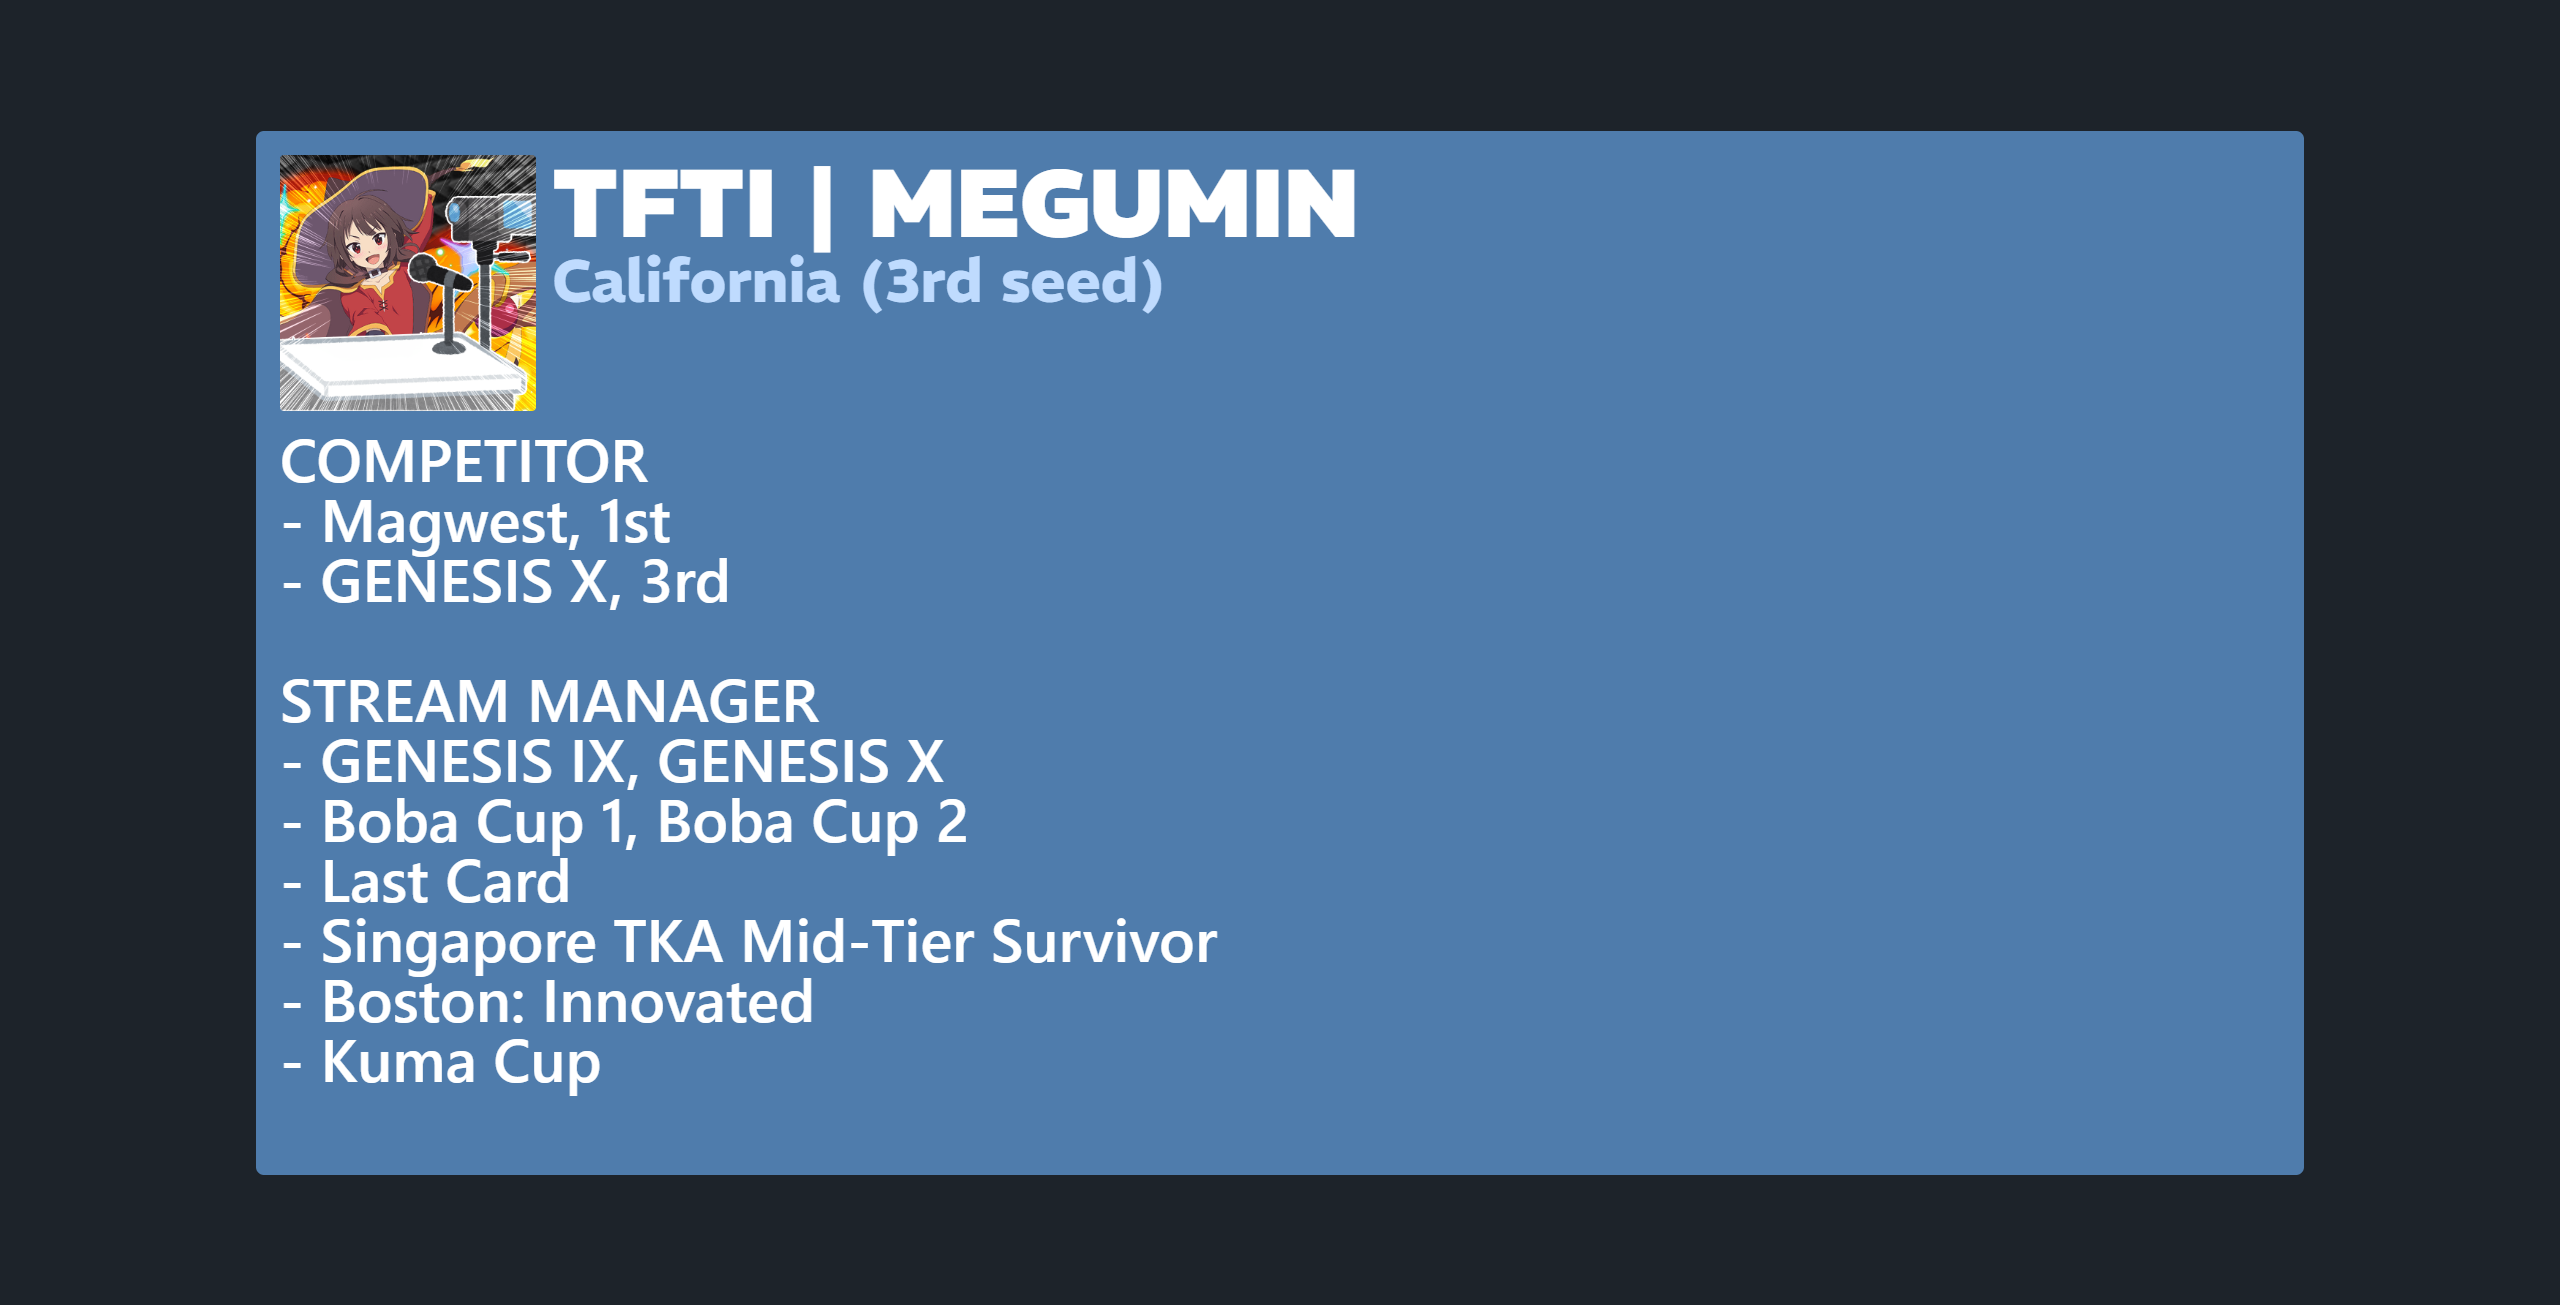 TFTI | MEGUMIN
California (3rd seed)
COMPETITOR
- Magwest, 1st
- GENESIS X, 3rd
STREAM MANAGER
- GENESIS IX, GENESIS X
- Boba Cup 1, Boba Cup 2
- Last Card
- Singapore TKA Mid-Tier Survivor
- Boston: Innovated
- Kuma Cup